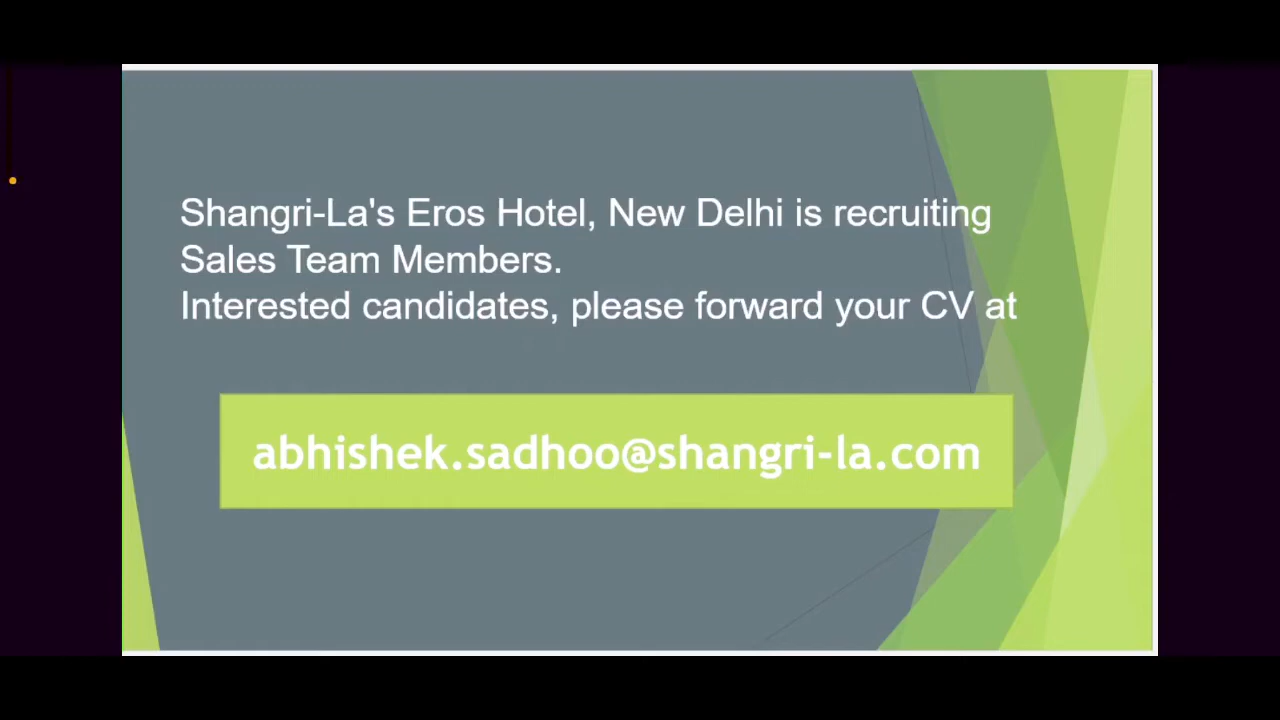 Shangri-La's Eros Hotel, New Delhi is recruiting
Sales Team Members.
Interested candidates, please forward your CV at
abhishek.sadhoo@shangri-la.com